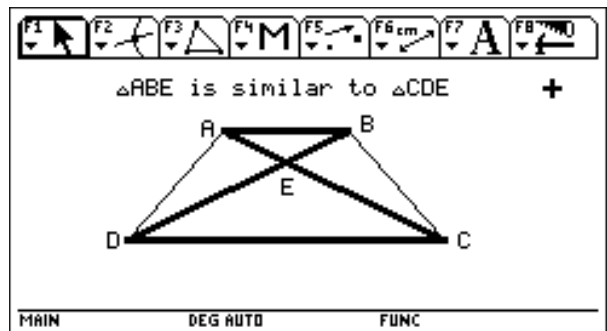 F1 F2 F3 F4 M F5 F6 cm F7 A F8
△ABE is similar to △CDE
A B
E
D C
MAIN DEG AUTO FUNC